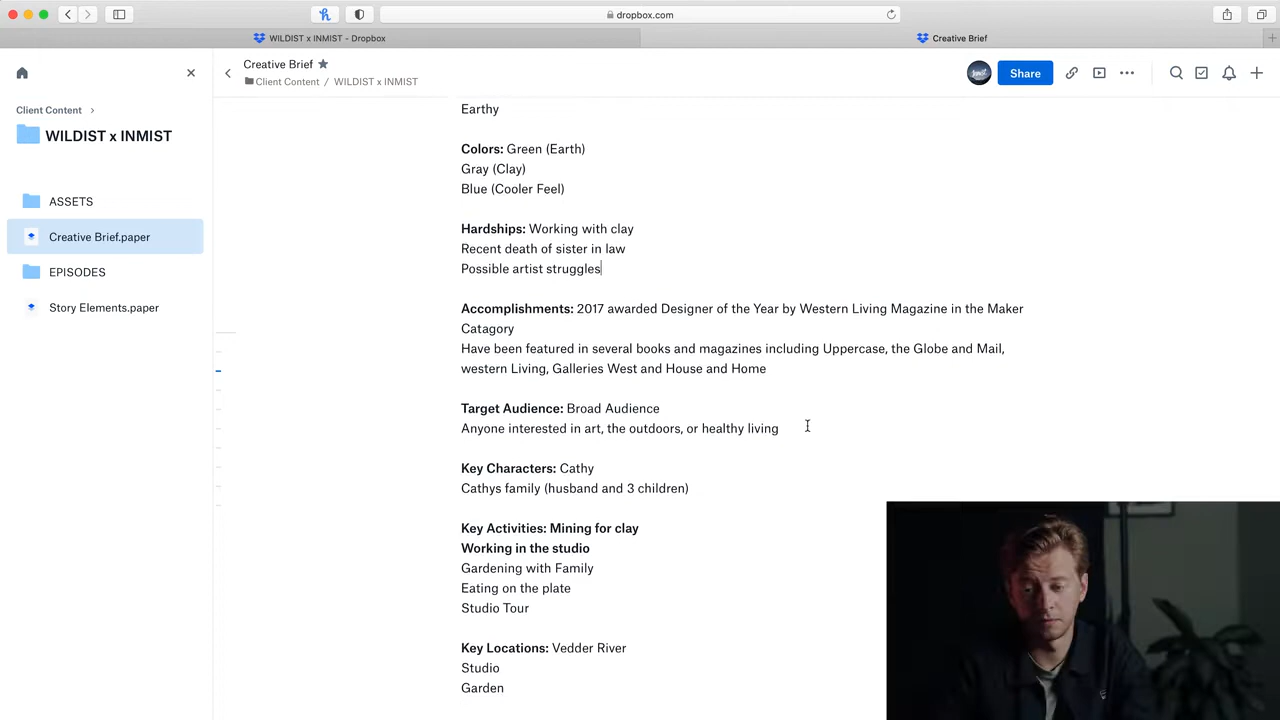 dropbox.com
WILDIST x INMIST - Dropbox
Creative Brief
Creative Brief ★
Client Content / WILDIST x INMIST
Share
Client Content >
WILDIST x INMIST
ASSETS
Creative Brief.paper
EPISODES
Story Elements.paper
Earthy
Colors: Green (Earth)
Gray (Clay)
Blue (Cooler Feel)
Hardships: Working with clay
Recent death of sister in law
Possible artist struggles
Accomplishments: 2017 awarded Designer of the Year by Western Living Magazine in the Maker
Catagory
Have been featured in several books and magazines including Uppercase, the Globe and Mail,
western Living, Galleries West and House and Home
Target Audience: Broad Audience
Anyone interested in art, the outdoors, or healthy living
Key Characters: Cathy
Cathys family (husband and 3 children)
Key Activities: Mining for clay
Working in the studio
Gardening with Family
Eating on the plate
Studio Tour
Key Locations: Vedder River
Studio
Garden